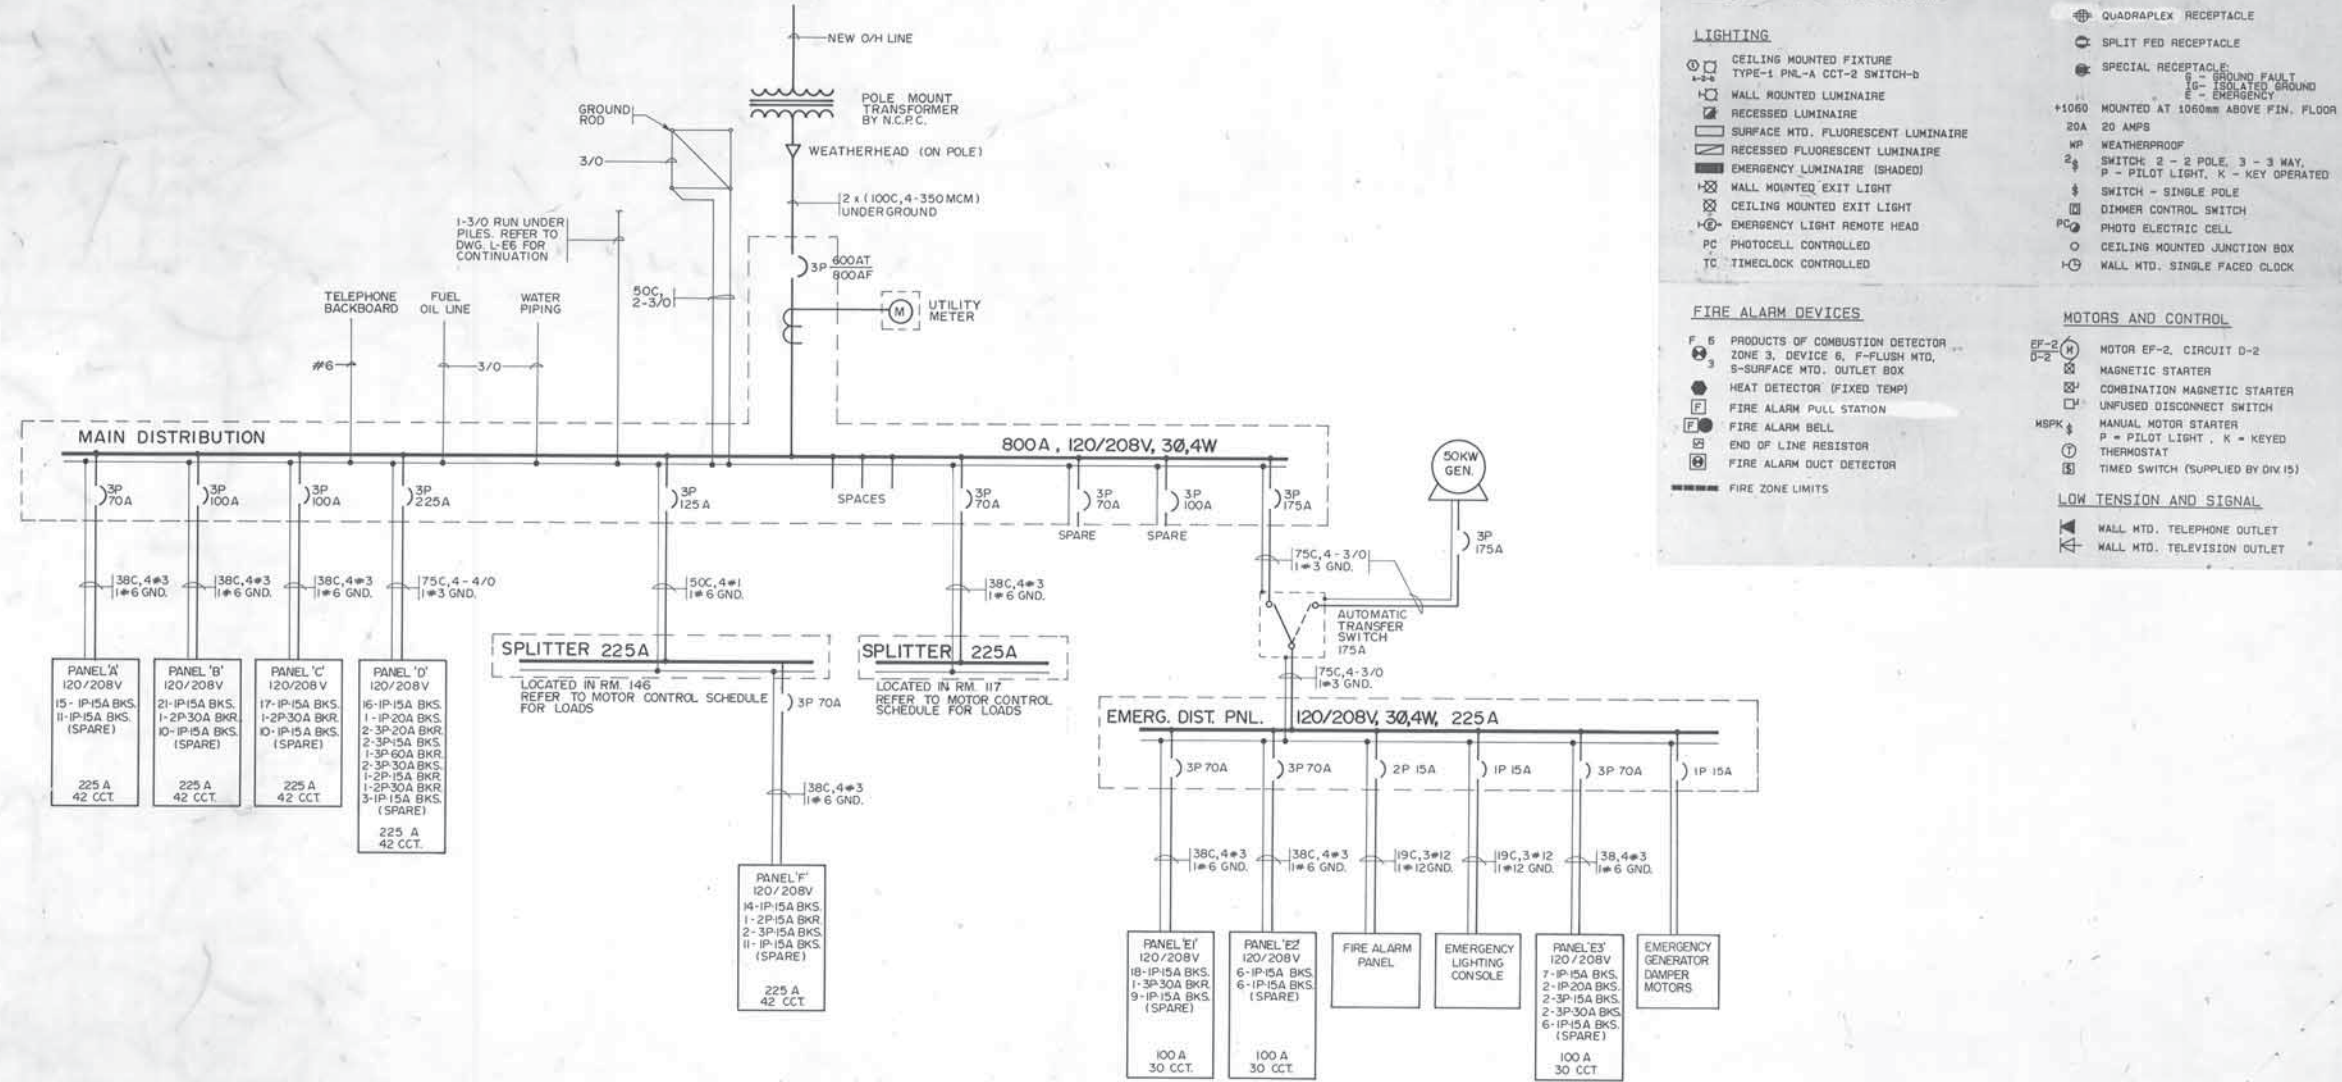 NEW O/H LINE
POLE MOUNT
TRANSFORMER
BY N.C.P.C.
GROUND
ROD
3/0
WEATHERHEAD (ON POLE)
2 x (100C, 4-350 MCM)
UNDERGROUND
1-3/0 RUN UNDER
PILES. REFER TO
DWG. L-E6 FOR
CONTINUATION
3P 600AT
800AF
50C,
2-3/0
M
UTILITY
METER
TELEPHONE
BACKBOARD
FUEL
OIL LINE
WATER
PIPING
#6
3/0
MAIN DISTRIBUTION
800A, 120/208V, 3Ø, 4W
3P
70A
3P
100A
3P
100A
3P
225A
3P
125A
SPACES
3P
70A
3P
70A
SPARE
3P
100A
SPARE
3P
175A
50KW
GEN.
3P
175A
38C, 4#3
1#6 GND.
38C, 4#3
1#6 GND.
38C, 4#3
1#6 GND.
75C, 4-4/0
1#3 GND.
50C, 4#1
1#6 GND.
38C, 4#3
1#6 GND.
75C, 4-3/0
1#3 GND.
AUTOMATIC
TRANSFER
SWITCH
175A
75C, 4-3/0
1#3 GND.
SPLITTER 225A
LOCATED IN RM. 146
REFER TO MOTOR CONTROL SCHEDULE
FOR LOADS
3P 70A
38C, 4#3
1#6 GND.
SPLITTER 225A
LOCATED IN RM. 117
REFER TO MOTOR CONTROL
SCHEDULE FOR LOADS
PANEL 'A'
120/208V
15-1P-15A BKS.
11-1P-15A BKS.
(SPARE)
225 A
42 CCT.
PANEL 'B'
120/208V
21-1P-15A BKS.
1-2P-30A BKR.
10-1P-15A BKS.
(SPARE)
225 A
42 CCT.
PANEL 'C'
120/208V
17-1P-15A BKS.
1-2P-30A BKR.
10-1P-15A BKS.
(SPARE)
225 A
42 CCT
PANEL 'D'
120/208V
16-1P-15A BKS.
1-1P-20A BKS.
2-3P-20A BKR.
2-3P-15A BKS.
1-3P-60A BKR.
2-3P-30A BKS.
1-2P-15A BKR.
1-2P-30A BKR.
3-1P-15A BKS.
(SPARE)
225 A
42 CCT.
PANEL 'F'
120/208V
14-1P-15A BKS.
1-2P-15A BKR.
2-3P-15A BKS.
11-1P-15A BKS.
(SPARE)
225 A
42 CCT.
EMERG. DIST. PNL. 120/208V, 3Ø, 4W, 225A
3P 70A
3P 70A
2P 15A
1P 15A
3P 70A
1P 15A
38C, 4#3
1#6 GND.
38C, 4#3
1#6 GND.
19C, 3#12
1#12 GND.
19C, 3#12
1#12 GND.
38, 4#3
1#6 GND.
PANEL 'E1'
120/208V
18-1P-15A BKS.
1-3P-30A BKR.
9-1P-15A BKS.
(SPARE)
100 A
30 CCT.
PANEL 'E2'
120/208V
6-1P-15A BKS.
6-1P-15A BKS.
(SPARE)
100 A
30 CCT.
FIRE ALARM
PANEL
EMERGENCY
LIGHTING
CONSOLE
PANEL 'E3'
120/208V
7-1P-15A BKS.
2-1P-20A BKS.
2-3P-15A BKS.
2-3P-30A BKS.
6-1P-15A BKS.
(SPARE)
100 A
30 CCT
EMERGENCY
GENERATOR
DAMPER
MOTORS
LIGHTING
CEILING MOUNTED FIXTURE
TYPE-1 PNL-A CCT-2 SWITCH-b
WALL MOUNTED LUMINAIRE
RECESSED LUMINAIRE
SURFACE MTD. FLUORESCENT LUMINAIRE
RECESSED FLUORESCENT LUMINAIRE
EMERGENCY LUMINAIRE (SHADED)
WALL MOUNTED EXIT LIGHT
CEILING MOUNTED EXIT LIGHT
EMERGENCY LIGHT REMOTE HEAD
PC PHOTOCELL CONTROLLED
TC TIMECLOCK CONTROLLED
FIRE ALARM DEVICES
F 6 PRODUCTS OF COMBUSTION DETECTOR
ZONE 3, DEVICE 6, F-FLUSH MTD,
3 S-SURFACE MTD. OUTLET BOX
HEAT DETECTOR (FIXED TEMP)
F FIRE ALARM PULL STATION
F FIRE ALARM BELL
END OF LINE RESISTOR
FIRE ALARM DUCT DETECTOR
FIRE ZONE LIMITS
QUADRAPLEX RECEPTACLE
SPLIT FED RECEPTACLE
SPECIAL RECEPTACLE:
G - GROUND FAULT
IG- ISOLATED GROUND
E - EMERGENCY
+1060 MOUNTED AT 1060mm ABOVE FIN. FLOOR
20A 20 AMPS
WP WEATHERPROOF
2$ SWITCH: 2 - 2 POLE, 3 - 3 WAY,
P - PILOT LIGHT, K - KEY OPERATED
$ SWITCH - SINGLE POLE
DIMMER CONTROL SWITCH
PC PHOTO ELECTRIC CELL
CEILING MOUNTED JUNCTION BOX
WALL MTD. SINGLE FACED CLOCK
MOTORS AND CONTROL
EF-2
D-2 M MOTOR EF-2, CIRCUIT D-2
MAGNETIC STARTER
COMBINATION MAGNETIC STARTER
UNFUSED DISCONNECT SWITCH
MSPK $ MANUAL MOTOR STARTER
P = PILOT LIGHT, K = KEYED
T THERMOSTAT
$ TIMED SWITCH (SUPPLIED BY DIV. 15)
LOW TENSION AND SIGNAL
WALL MTD. TELEPHONE OUTLET
WALL MTD. TELEVISION OUTLET